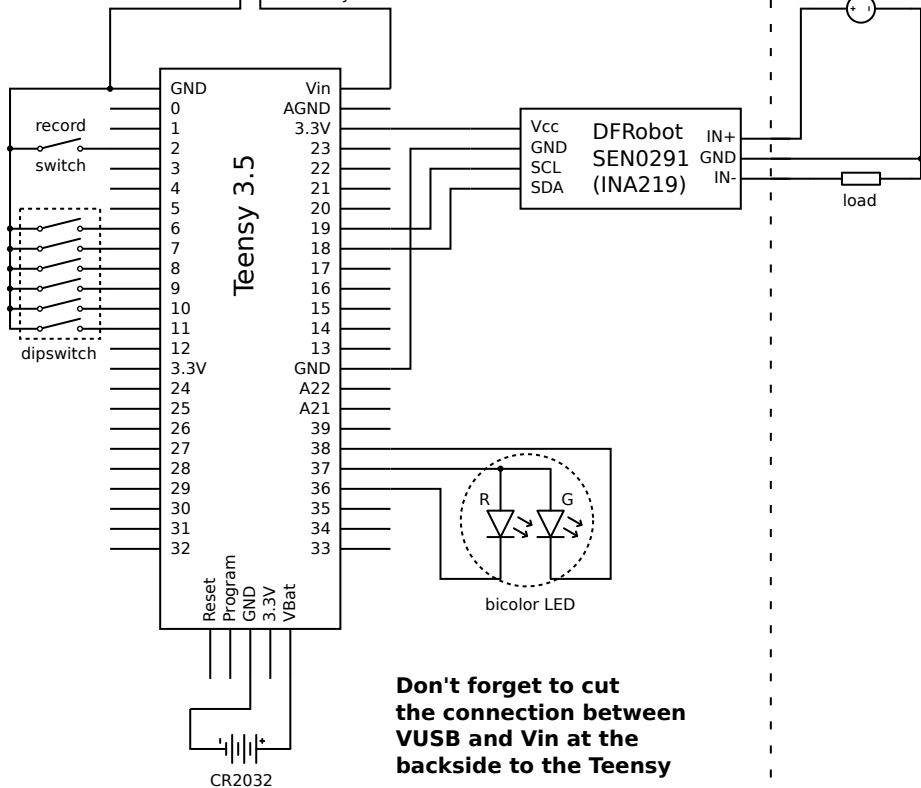 GND
0
1
2
3
4
5
6
7
8
9
10
11
12
3.3V
24
25
26
27
28
29
30
31
32
Vin
AGND
3.3V
23
22
21
20
19
18
17
16
15
14
13
GND
A22
A21
39
38
37
36
35
34
33
Teensy 3.5
Reset
Program
GND
3.3V
VBat
record
switch
dipswitch
- +
CR2032
Vcc
GND
SCL
SDA
DFRobot
SEN0291
(INA219)
IN+
GND
IN-
+ -
load
R G
bicolor LED
Don't forget to cut
the connection between
VUSB and Vin at the
backside to the Teensy